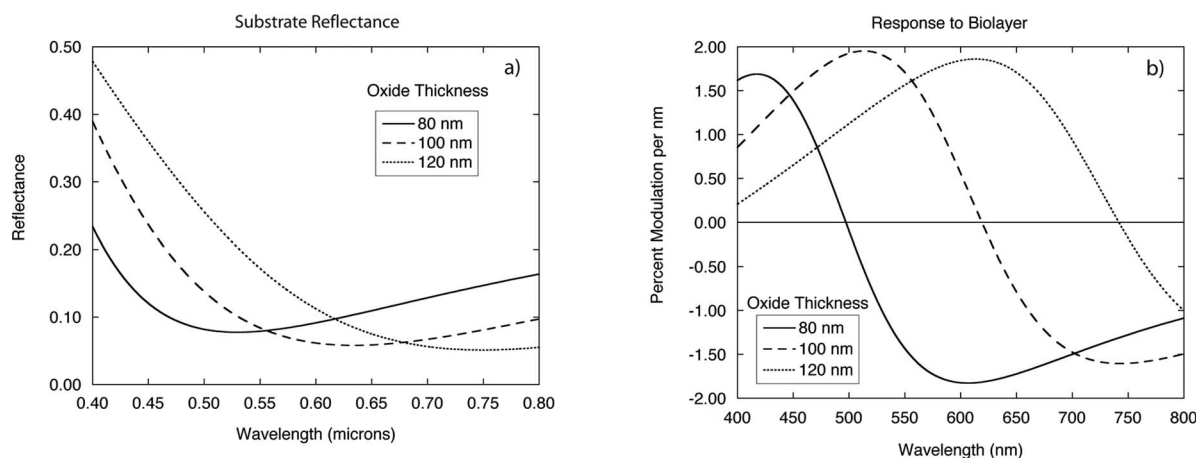 Substrate Reflectance
a)
0.50
0.40
0.30
0.20
0.10
0.00
Reflectance
Oxide Thickness
80 nm
100 nm
120 nm
0.40 0.45 0.50 0.55 0.60 0.65 0.70 0.75 0.80
Wavelength (microns)
Response to Biolayer
b)
2.00
1.50
1.00
0.50
0.00
-0.50
-1.00
-1.50
-2.00
Percent Modulation per nm
Oxide Thickness
80 nm
100 nm
120 nm
400 450 500 550 600 650 700 750 800
Wavelength (nm)